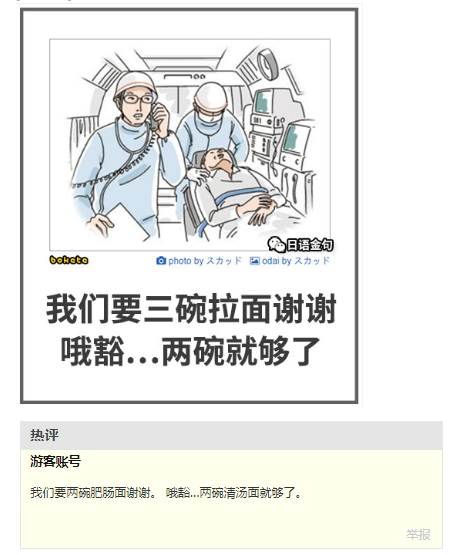 日语金句
bokete
photo by スカッド odai by スカッド
我们要三碗拉面谢谢
哦豁...两碗就够了
热评
游客账号
我们要两碗肥肠面谢谢。 哦豁...两碗清汤面就够了。
举报